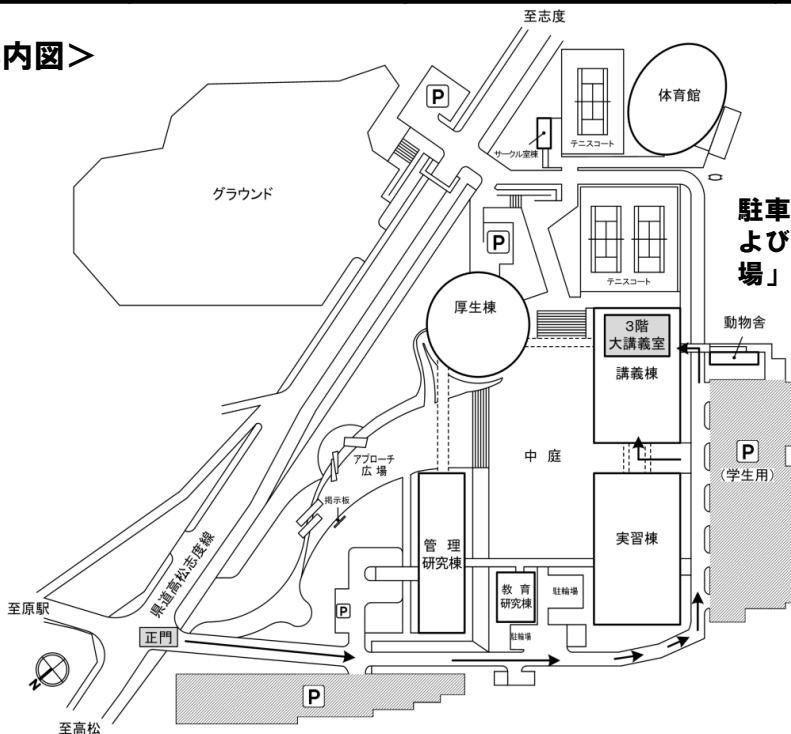 至志度
内図＞
P
体育館
サークル室棟
テニスコート
グラウンド
駐車
よび
場」
P
テニスコート
厚生棟
3階
大講義室
動物舎
講義棟
アプローチ
広場
中庭
P
(学生用)
掲示板
管理
研究棟
実習棟
県道高松志度線
教育
研究棟
駐輪場
至原駅
P
正門
駐輪場
N
P
至高松